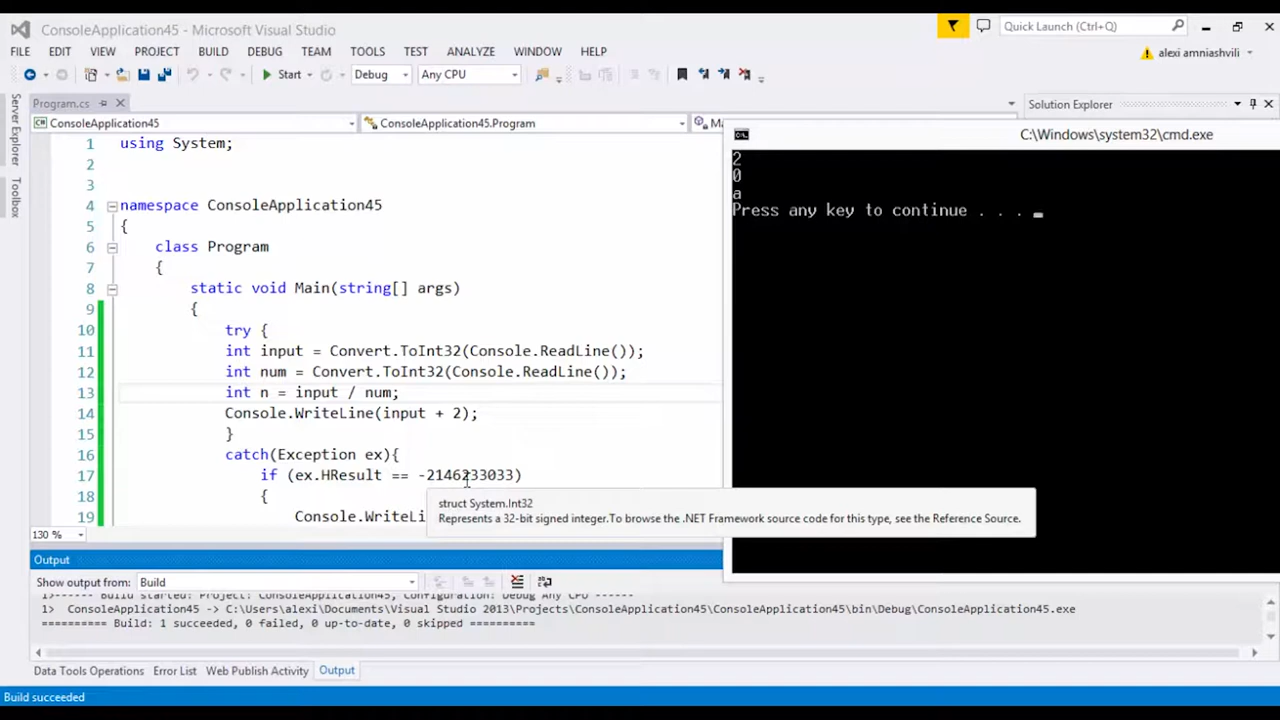 ConsoleApplication45 - Microsoft Visual Studio
Quick Launch (Ctrl+Q)
FILE EDIT VIEW PROJECT BUILD DEBUG TEAM TOOLS TEST ANALYZE WINDOW HELP
alexi amniashvili
Start
Debug
Any CPU
Server Explorer
Toolbox
Program.cs
Solution Explorer
ConsoleApplication45
ConsoleApplication45.Program
1 using System;
2
3
4 namespace ConsoleApplication45
5 {
6 class Program
7 {
8 static void Main(string[] args)
9 {
10 try {
11 int input = Convert.ToInt32(Console.ReadLine());
12 int num = Convert.ToInt32(Console.ReadLine());
13 int n = input / num;
14 Console.WriteLine(input + 2);
15 }
16 catch(Exception ex){
17 if (ex.HResult == -2146233033)
18 {
19 Console.WriteLi
struct System.Int32
Represents a 32-bit signed integer.To browse the .NET Framework source code for this type, see the Reference Source.
130 %
C:\Windows\system32\cmd.exe
2
0
a
Press any key to continue . . .
Output
Show output from: Build
1>------ Build started: Project: ConsoleApplication45, Configuration: Debug Any CPU ------
1> ConsoleApplication45 -> C:\Users\alexi\Documents\Visual Studio 2013\Projects\ConsoleApplication45\ConsoleApplication45\bin\Debug\ConsoleApplication45.exe
========== Build: 1 succeeded, 0 failed, 0 up-to-date, 0 skipped ==========
Data Tools Operations Error List Web Publish Activity Output
Build succeeded